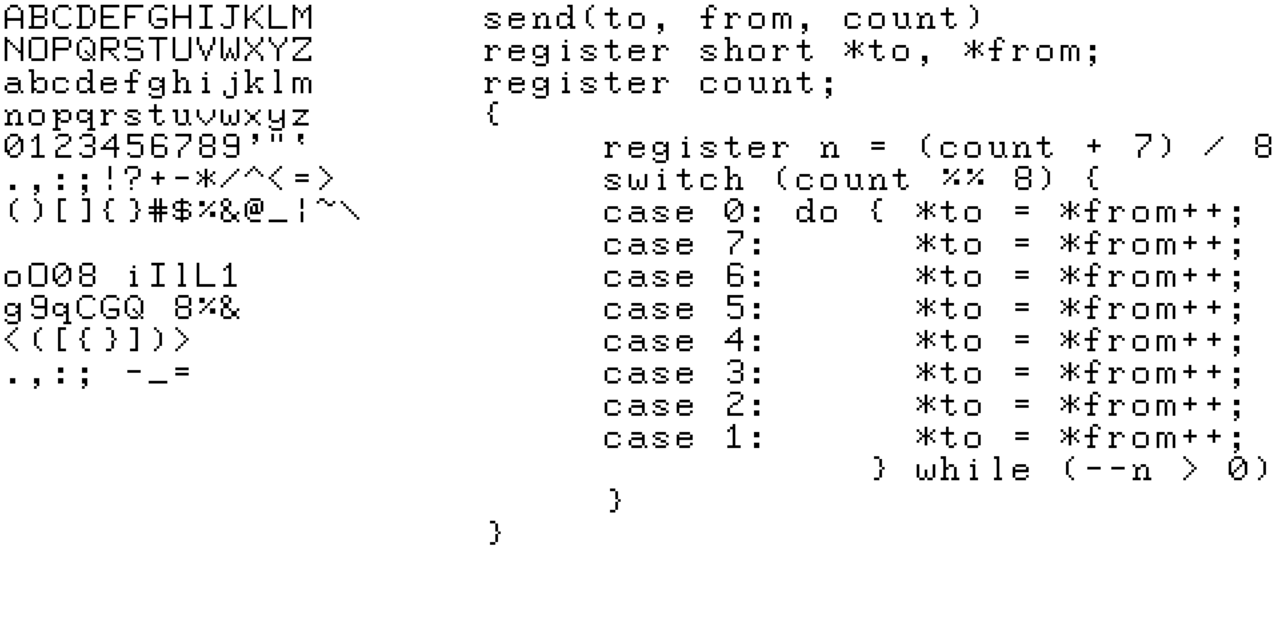 ABCDEFGHIJKLM
NOPQRSTUVWXYZ
abcdefghijklm
nopqrstuvwxyz
0123456789'"'
.,:;!?+-*/^<=>
()[]{}#$%&@_|~\
oO08 iIlL1
g9qCGQ 8%&
<([{}])>
.,:; -_=
send(to, from, count)
register short *to, *from;
register count;
{
    register n = (count + 7) / 8
    switch (count %% 8) {
    case 0: do { *to = *from++;
    case 7:      *to = *from++;
    case 6:      *to = *from++;
    case 5:      *to = *from++;
    case 4:      *to = *from++;
    case 3:      *to = *from++;
    case 2:      *to = *from++;
    case 1:      *to = *from++;
             } while (--n > 0)
    }
}